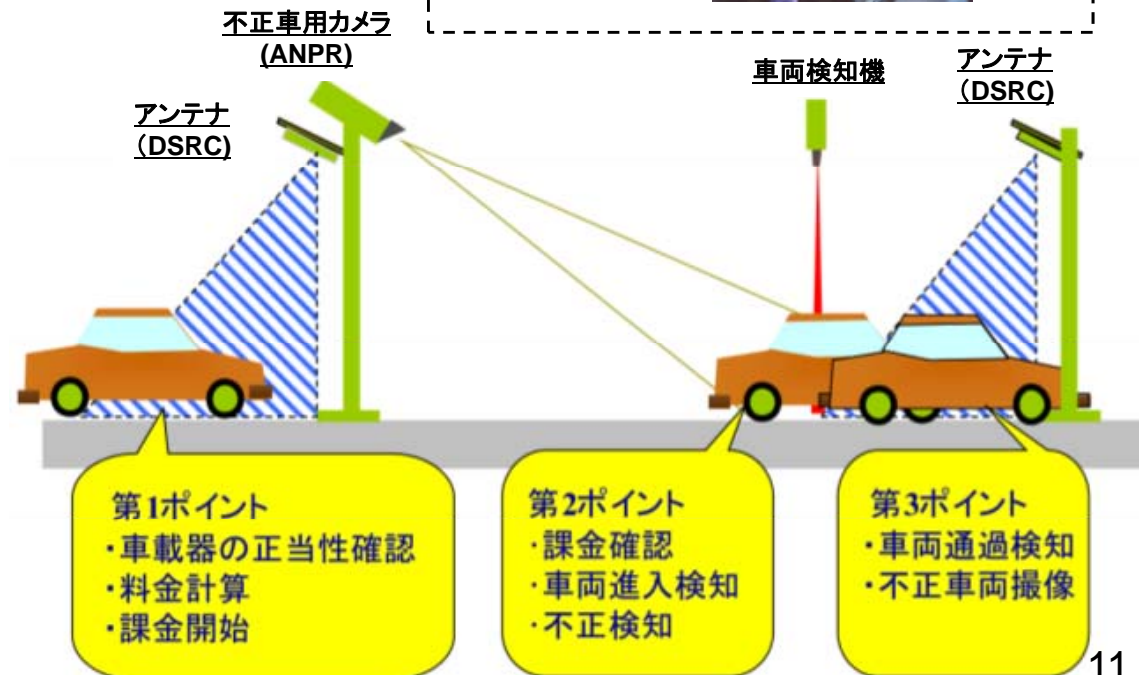 不正車用カメラ
(ANPR)
アンテナ
（DSRC)
車両検知機
アンテナ
（DSRC)
第1ポイント
・車載器の正当性確認
・料金計算
・課金開始
第2ポイント
・課金確認
・車両進入検知
・不正検知
第3ポイント
・車両通過検知
・不正車両撮像
11